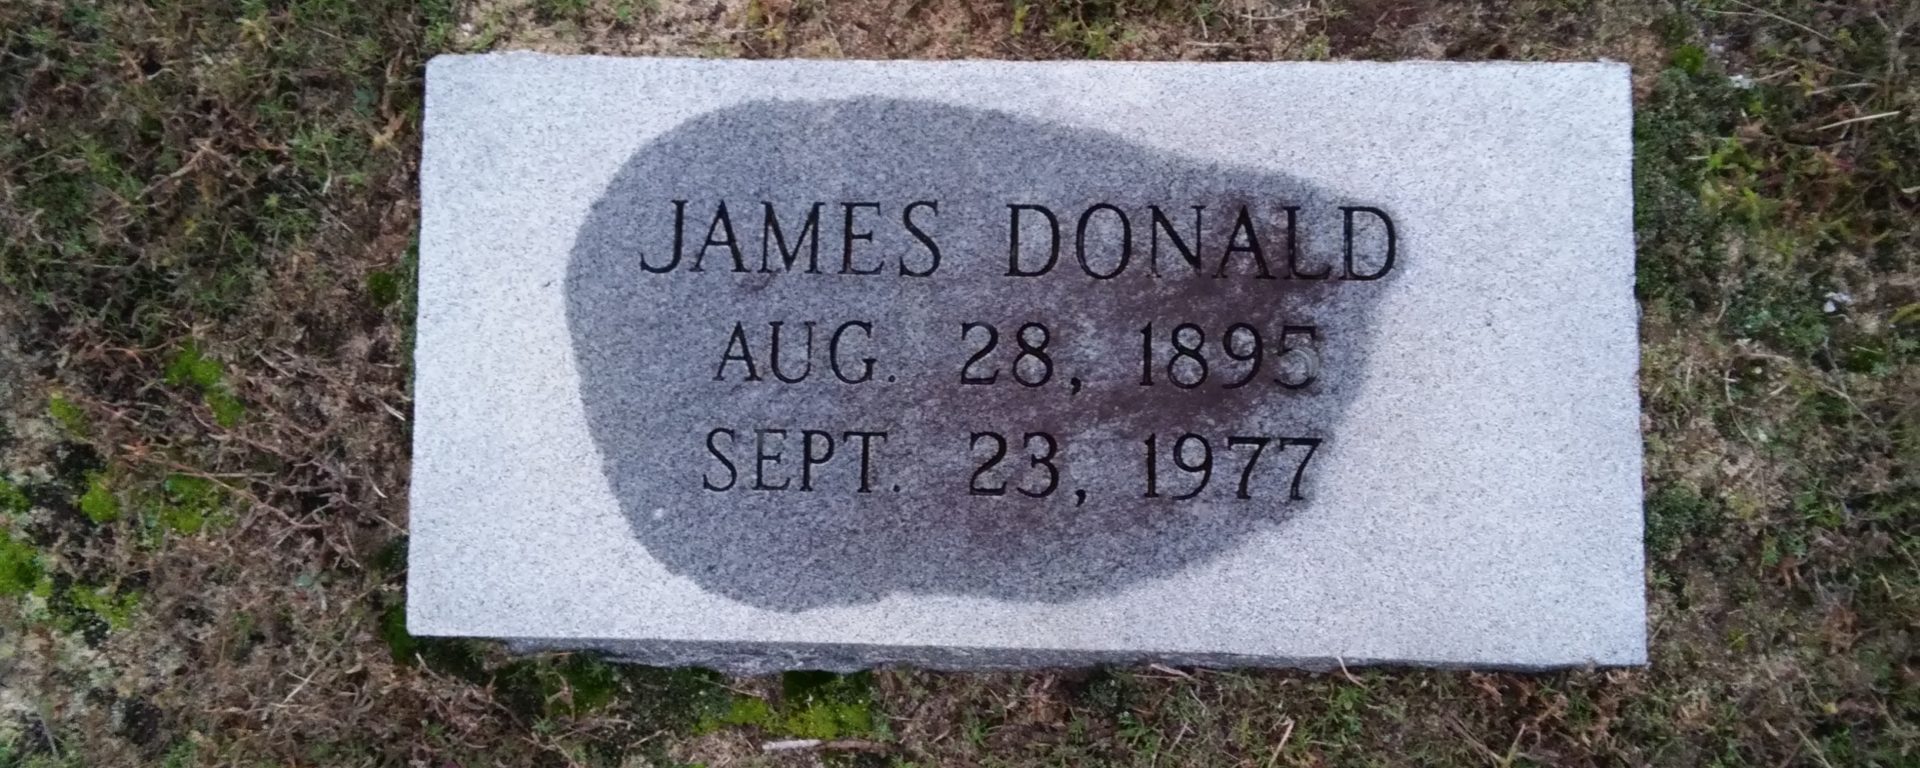 JAMES DONALD
AUG. 28, 1895
SEPT. 23, 1977